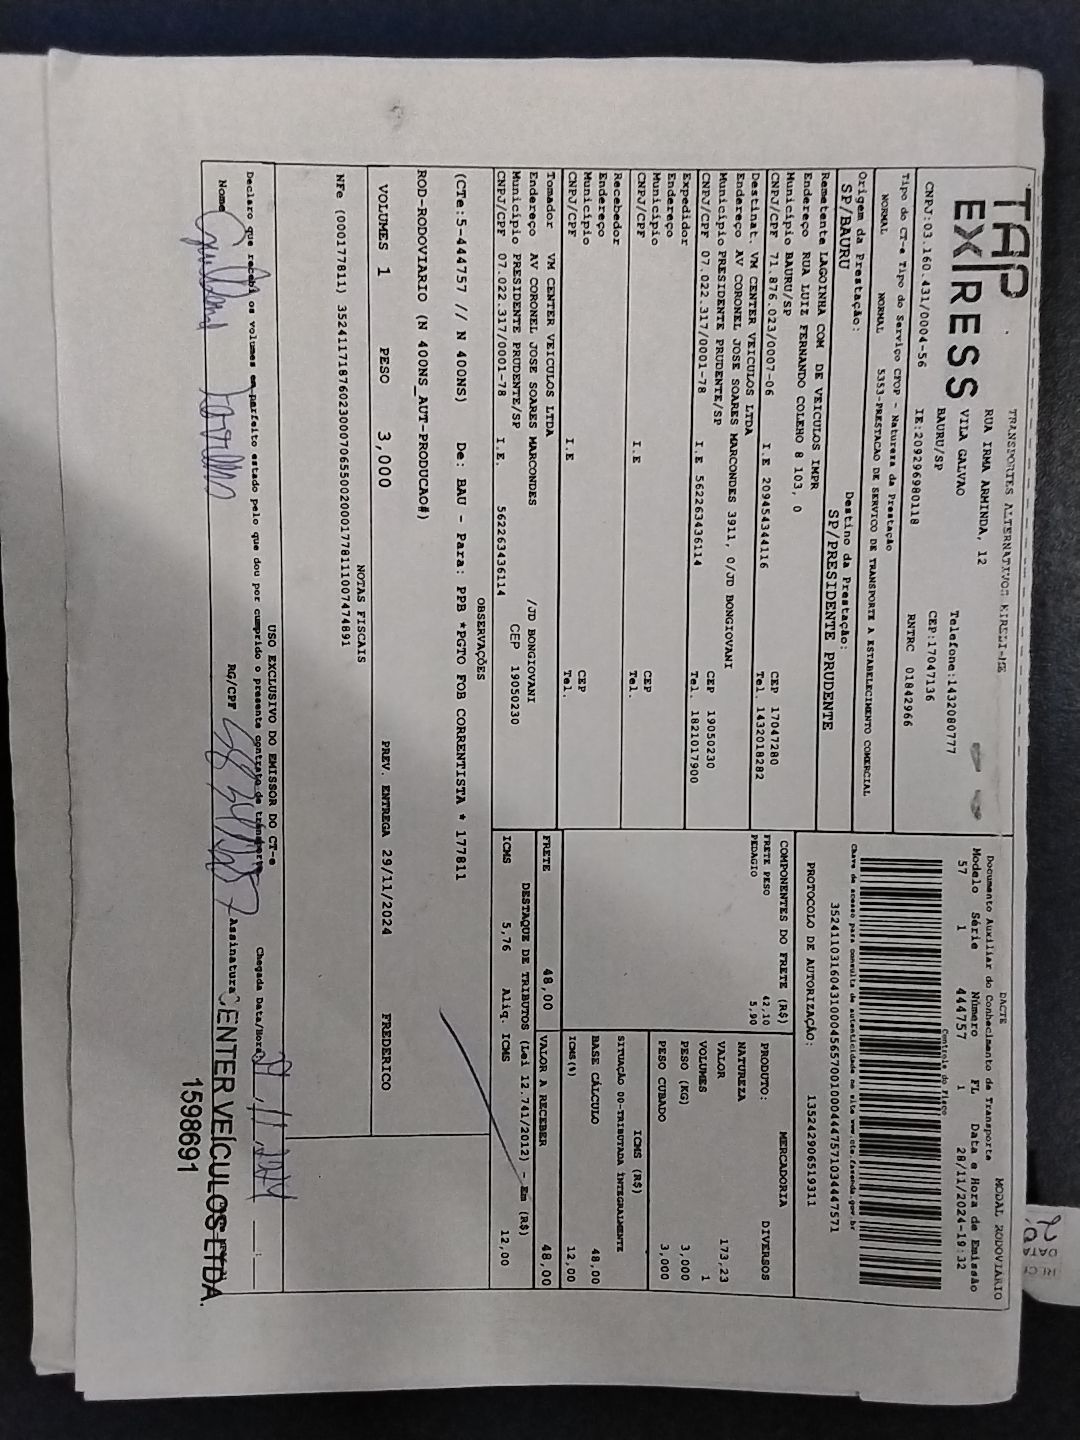 TRANSPORTES ALTERNATIVOS EIRELI-ME
TAP
EXPRESS
RUA IRMA ARMINDA, 12
VILA GALVAO
BAURU/SP
Telefone:1432080777
CEP:17047136
CNPJ:03.160.431/0004-56
IE:209296980118
RNTRC 01842966
Tipo do CT-e Tipo do Serviço CFOP - Natureza da Prestação
NORMAL NORMAL 5353-PRESTACAO DE SERVICO DE TRANSPORTE A ESTABELECIMENTO COMERCIAL
Origem da Prestação:
SP/BAURU
Destino da Prestação:
SP/PRESIDENTE PRUDENTE
Remetente LAGOINHA COM DE VEICULOS IMPR
Endereço RUA LUIZ FERNANDO COLEHO 8 103, 0
Município BAURU/SP
CEP 17047280
CNPJ/CPF 71.876.023/0007-06 I.E 209454344116 Tel. 1432018282
Destinat. VM CENTER VEICULOS LTDA
Endereço AV CORONEL JOSE SOARES MARCONDES 3911, 0/JD BONGIOVANI
Município PRESIDENTE PRUDENTE/SP CEP 19050230
CNPJ/CPF 07.022.317/0001-78 I.E 562263436114 Tel. 1821017900
Expedidor
Endereço
Município CEP
CNPJ/CPF I.E Tel.
Recebedor
Endereço
Município CEP
CNPJ/CPF I.E Tel.
Tomador VM CENTER VEICULOS LTDA
Endereço AV CORONEL JOSE SOARES MARCONDES /JD BONGIOVANI
Município PRESIDENTE PRUDENTE/SP CEP 19050230
CNPJ/CPF 07.022.317/0001-78 I.E. 562263436114
DACTE
MODAL RODOVIARIO
Documento Auxiliar do Conhecimento de Transporte
Modelo Série Número FL Data e Hora de Emissão
57 1 444757 1 28/11/2024-19:32
Controle do Fisco
Chave de acesso para consulta de autenticidade no site www.cte.fazenda.gov.br
35241103160431000456570010004447571034447571
PROTOCOLO DE AUTORIZAÇÃO: 135242906519311
COMPONENTES DO FRETE (R$)
FRETE PESO 42,10
PEDAGIO 5,90
MERCADORIA
PRODUTO: DIVERSOS
NATUREZA
VALOR 173,23
VOLUMES 1
PESO (KG) 3,000
PESO CUBADO 3,000
ICMS (R$)
SITUAÇÃO 00-TRIBUTADA INTEGRALMENTE
BASE CÁLCULO 48,00
ICMS(%) 12,00
FRETE 48,00 VALOR A RECEBER 48,00
DESTAQUE DE TRIBUTOS (Lei 12.741/2012) - Em (R$)
ICMS 5,76 Aliq. ICMS 12,00
OBSERVAÇÕES
(CTe:5-444757 // N 400NS) De: BAU - Para: PPB *PGTO FOB CORRENTISTA * 177811
ROD-RODOVIARIO (N 400NS_AUT-PRODUCAO#)
VOLUMES 1 PESO 3,000 PREV. ENTREGA 29/11/2024 FREDERICO
NOTAS FISCAIS
NFe (000177811) 35241171876023000706550020001778111007474891
USO EXCLUSIVO DO EMISSOR DO CT-e
Declaro que recebi os volumes em perfeito estado pelo que dou por cumprido o presente contrato de transporte
Chegada Data/Hora
Nome RG/CPF Assinatura
CENTER VEÍCULOS LTDA.
1598691
DATA